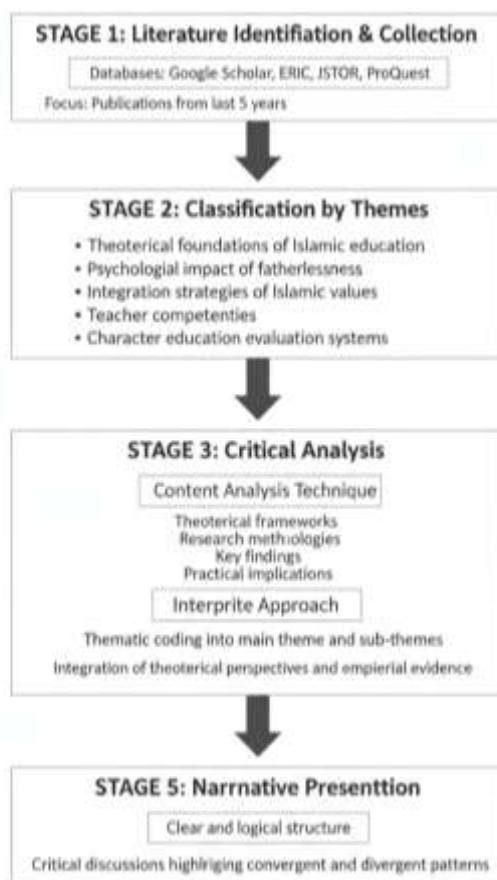 STAGE 1: Literature Identifiation & Collection
Databases: Google Scholar, ERIC, JSTOR, ProQuest
Focus: Publications from last 5 years
STAGE 2: Classification by Themes
• Theoterical foundations of Islamic education
• Psychologial impact of fatherlessness
• Integration strategies of Islamic values
• Teacher competenties
• Character education evaluation systems
STAGE 3: Critical Analysis
Content Analysis Technique
Theoterical frameworks
Research methologies
Key findings
Practical implications
Interprite Approach
Thematic coding into main theme and sub-themes
Integration of theoterical perspectives and empierial evidence
STAGE 5: Narrnative Presenttion
Clear and logical structure
Critical discussions highlriging convergent and divergent patterns